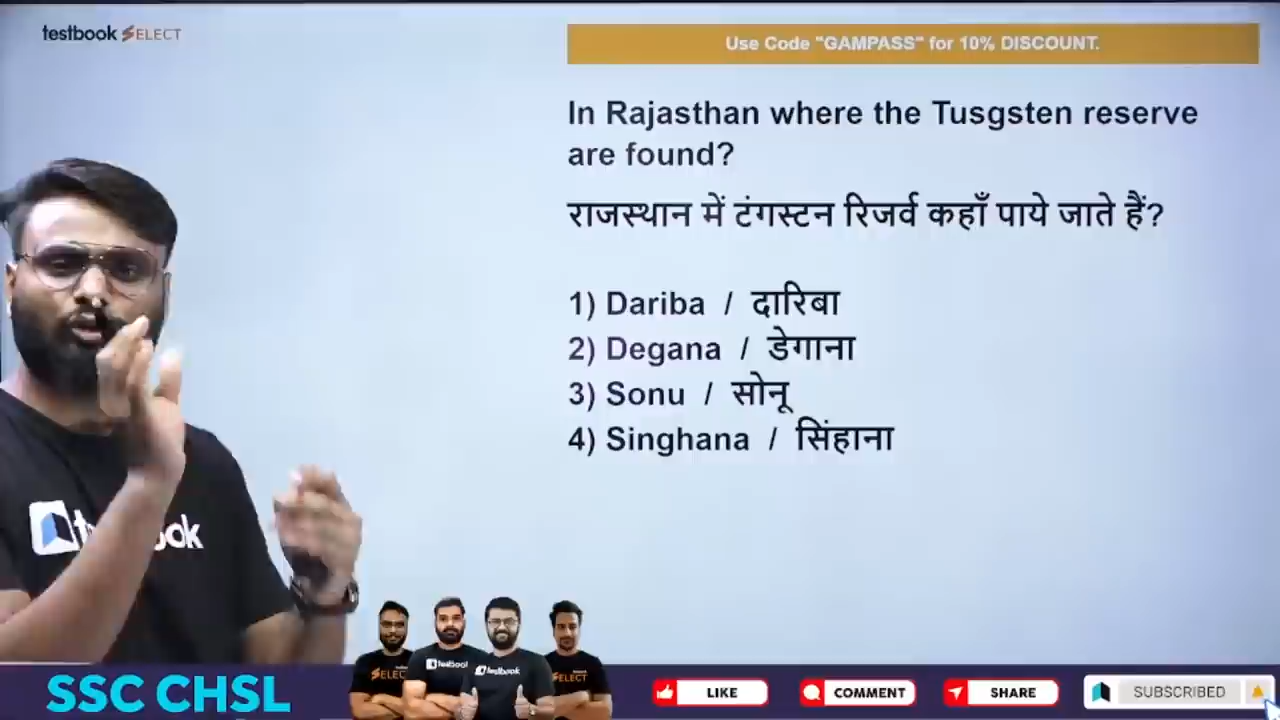 testbook SELECT
Use Code "GAMPASS" for 10% DISCOUNT.
In Rajasthan where the Tusgsten reserve
are found?
राजस्थान में टंगस्टन रिजर्व कहाँ पाये जाते हैं?
1) Dariba / दारिबा
2) Degana / डेगाना
3) Sonu / सोनू
4) Singhana / सिंहाना
SSC CHSL
LIKE
COMMENT
SHARE
SUBSCRIBED